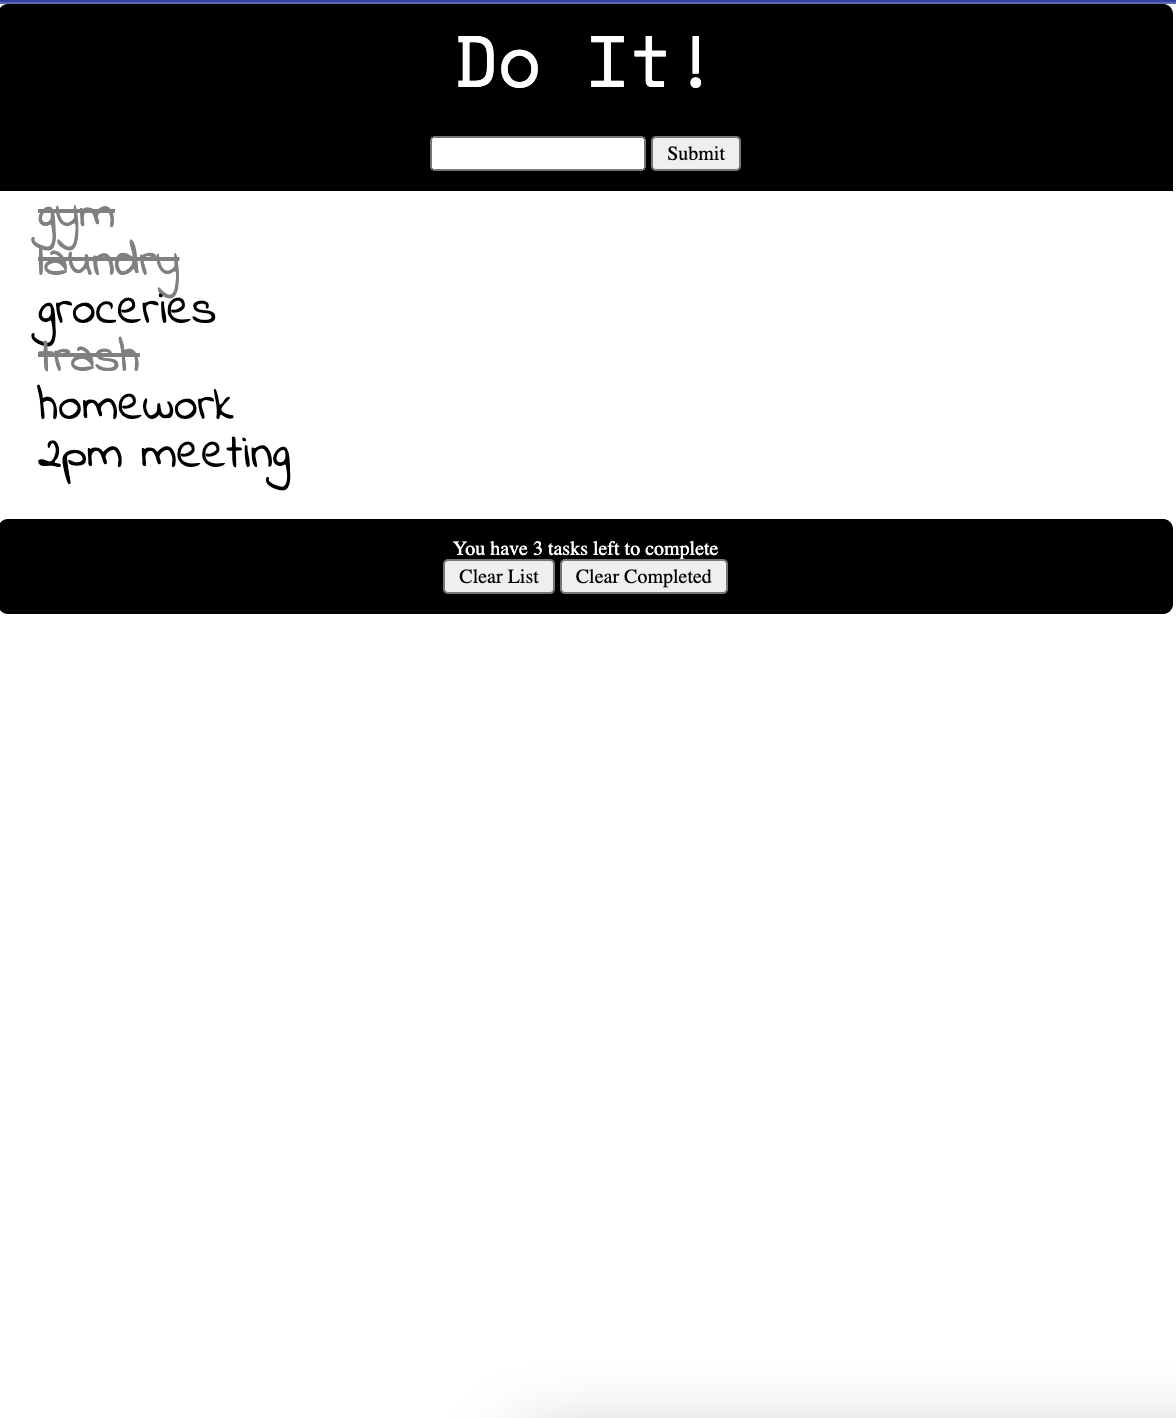 Do It!
Submit
gym
laundry
groceries
trash
homework
2pm meeting
You have 3 tasks left to complete
Clear List Clear Completed